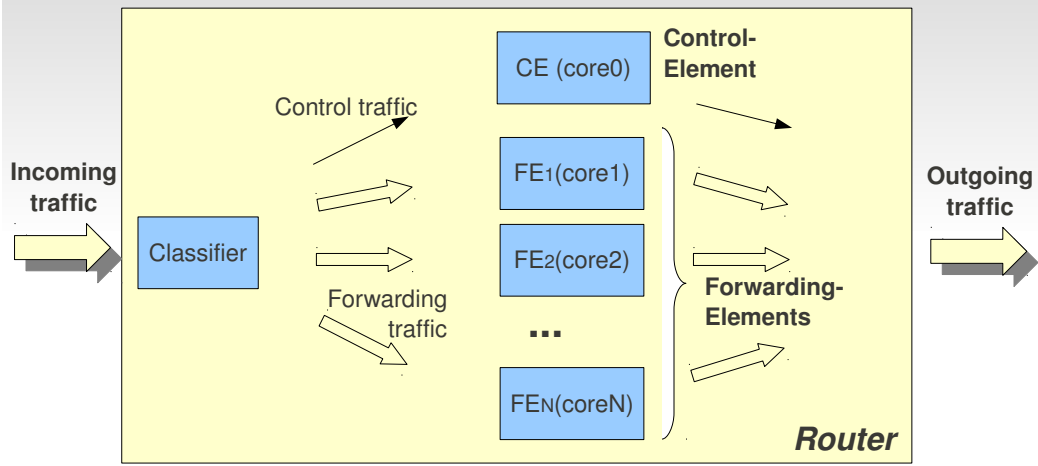 CE (core0)
Control-
Element
Control traffic
Incoming
traffic
FE1(core1)
Outgoing
traffic
Classifier
FE2(core2)
Forwarding
traffic
Forwarding-
Elements
...
FEN(coreN)
Router